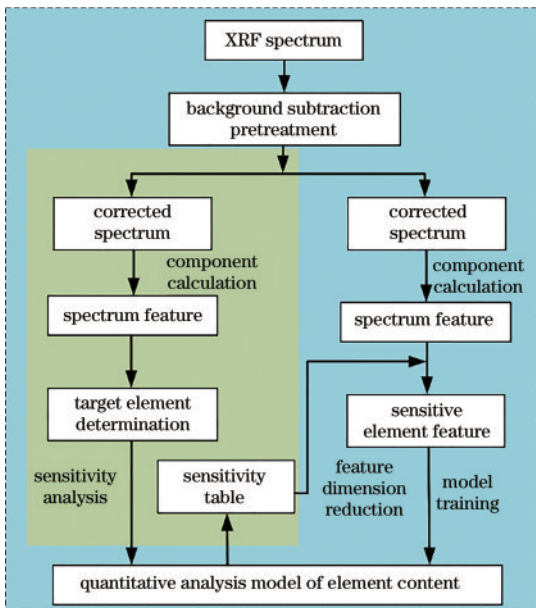 XRF spectrum
background subtraction
pretreatment
corrected
spectrum
corrected
spectrum
component
calculation
component
calculation
spectrum feature
spectrum feature
target element
determination
sensitive
element feature
sensitivity
analysis
sensitivity
table
feature
dimension
reduction
model
training
quantitative analysis model of element content